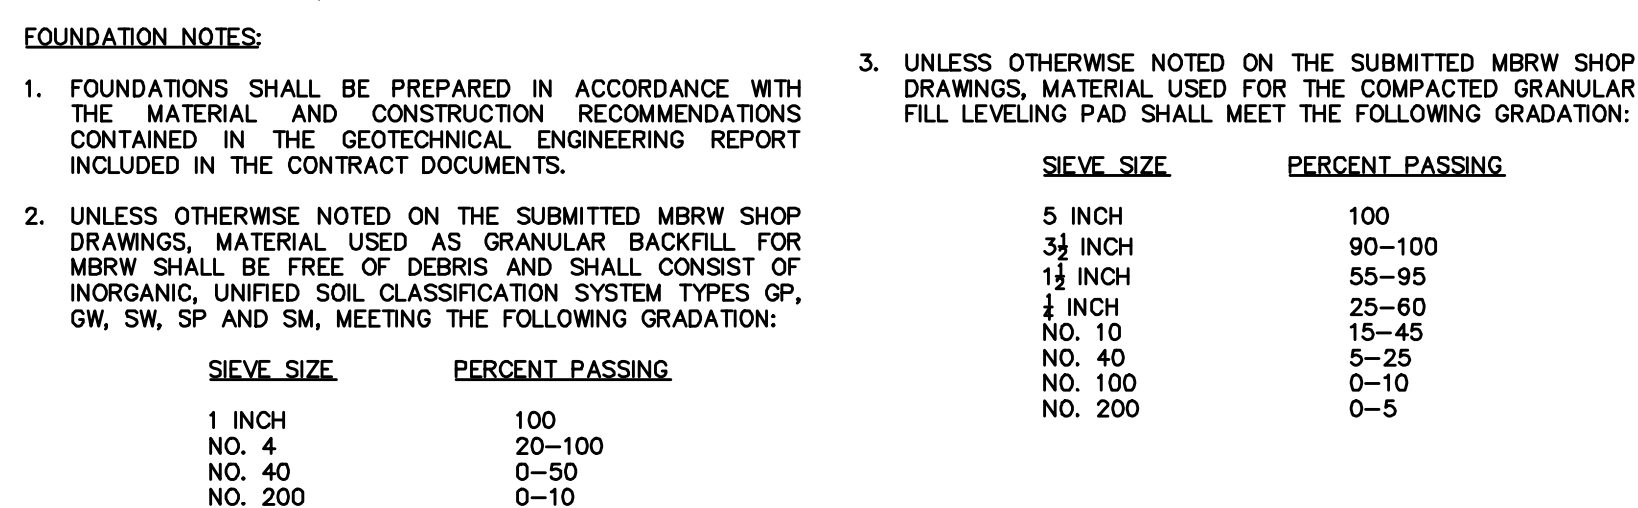 FOUNDATION NOTES:
1. FOUNDATIONS SHALL BE PREPARED IN ACCORDANCE WITH
THE MATERIAL AND CONSTRUCTION RECOMMENDATIONS
CONTAINED IN THE GEOTECHNICAL ENGINEERING REPORT
INCLUDED IN THE CONTRACT DOCUMENTS.
2. UNLESS OTHERWISE NOTED ON THE SUBMITTED MBRW SHOP
DRAWINGS, MATERIAL USED AS GRANULAR BACKFILL FOR
MBRW SHALL BE FREE OF DEBRIS AND SHALL CONSIST OF
INORGANIC, UNIFIED SOIL CLASSIFICATION SYSTEM TYPES GP,
GW, SW, SP AND SM, MEETING THE FOLLOWING GRADATION:
SIEVE SIZE PERCENT PASSING
1 INCH 100
NO. 4 20–100
NO. 40 0–50
NO. 200 0–10
3. UNLESS OTHERWISE NOTED ON THE SUBMITTED MBRW SHOP
DRAWINGS, MATERIAL USED FOR THE COMPACTED GRANULAR
FILL LEVELING PAD SHALL MEET THE FOLLOWING GRADATION:
SIEVE SIZE PERCENT PASSING
5 INCH 100
3½ INCH 90–100
1½ INCH 55–95
¼ INCH 25–60
NO. 10 15–45
NO. 40 5–25
NO. 100 0–10
NO. 200 0–5